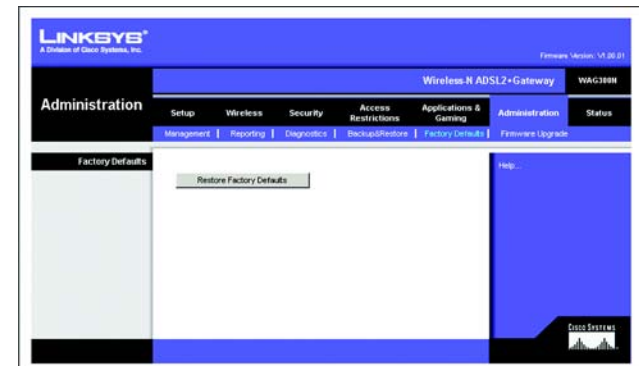 LINKSYS®
A Division of Cisco Systems, Inc.
Firmware Version: V1.00.01
Wireless-N ADSL2+Gateway WAG300N
Administration
Setup Wireless Security Access Restrictions Applications & Gaming Administration Status
Management | Reporting | Diagnostics | Backup&Restore | Factory Defaults | Firmware Upgrade
Factory Defaults
Restore Factory Defaults
Help...
CISCO SYSTEMS